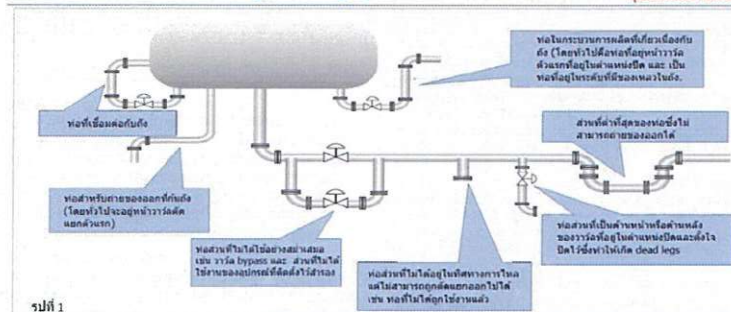 ท่อในกระบวนการผลิตที่เกี่ยวเนื่องกับ
ถัง (โดยทั่วไปคือท่อที่อยู่หน้าวาล์ว
ตัวแรกที่อยู่ในตำแหน่งปิด และ เป็น
ท่อที่อยู่ในระดับที่มีของเหลวในถัง.
ท่อที่เชื่อมต่อกับถัง
ส่วนที่ต่ำที่สุดของท่อซึ่งไม่
สามารถถ่ายของออกได้
ท่อสำหรับถ่ายของออกที่ก้นถัง
(โดยทั่วไปจะอยู่หน้าวาล์วตัด
แยกตัวแรก)
ท่อส่วนที่ไม่ได้ใช้อย่างสม่ำเสมอ
เช่น วาล์ว bypass และ ส่วนที่ไม่ได้
ใช้งานของอุปกรณ์ที่ติดตั้งไว้สำรอง
ท่อส่วนที่ไม่ได้อยู่ในทิศทางการไหล
แต่ไม่สามารถถูกตัดแยกออกไปได้
เช่น ท่อที่ไม่ได้ถูกใช้งานแล้ว
ท่อส่วนที่เป็นด้านหน้าหรือด้านหลัง
ของวาล์วที่อยู่ในตำแหน่งปิดและตั้งใจ
ปิดไว้ซึ่งทำให้เกิด dead legs
รูปที่ 1